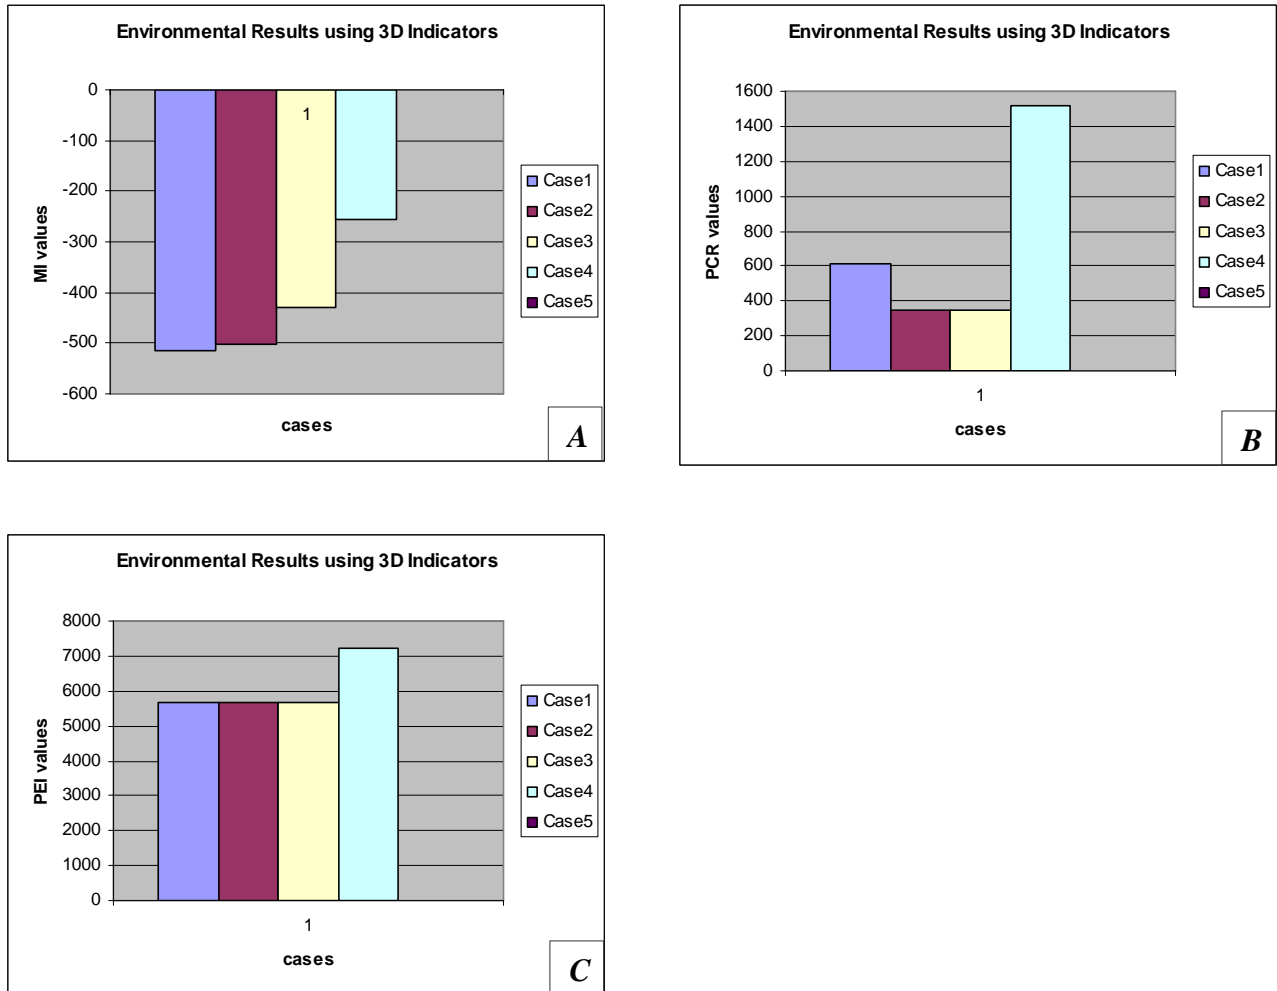 Environmental Results using 3D Indicators
0
-100
-200
-300
-400
-500
-600
MI values
1
cases
Case1
Case2
Case3
Case4
Case5
A
Environmental Results using 3D Indicators
1600
1400
1200
1000
800
600
400
200
0
PCR values
1
cases
Case1
Case2
Case3
Case4
Case5
B
Environmental Results using 3D Indicators
8000
7000
6000
5000
4000
3000
2000
1000
0
PEI values
1
cases
Case1
Case2
Case3
Case4
Case5
C